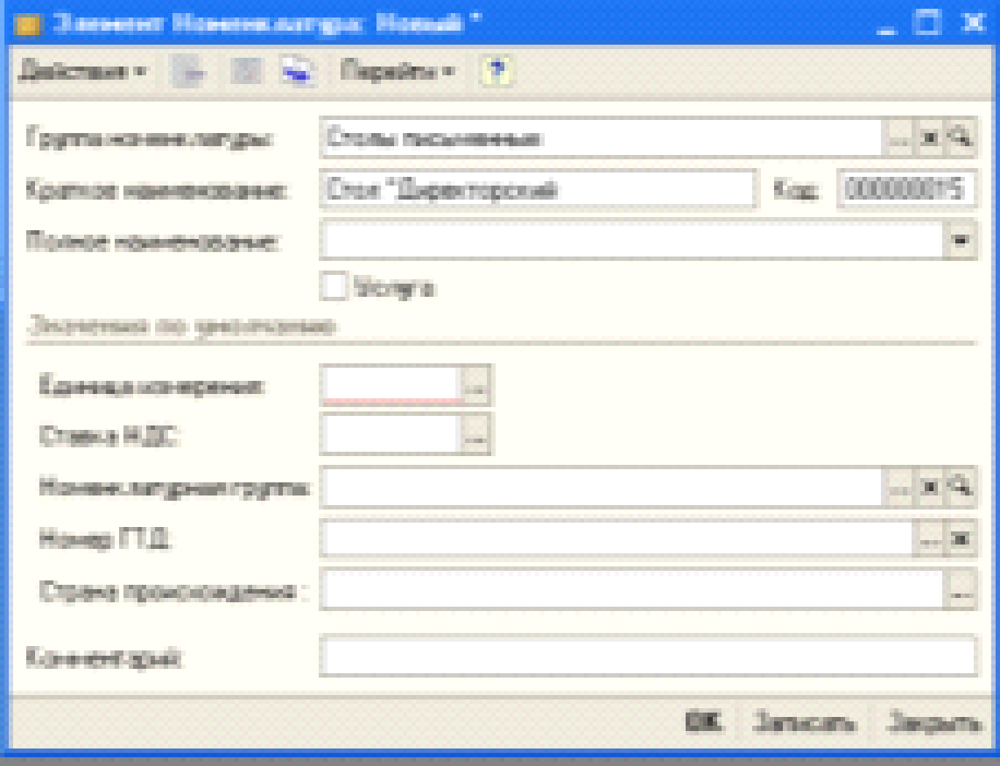 Элемент Номенклатура: Новый *
Действия Перейти ?
Группа номенклатуры: Столы письменные ...
Краткое наименование: Стол "Директорский Код: 000000015
Полное наименование:
Услуга
Значения по умолчанию
Единица измерения: ...
Ставка НДС: ...
Номенклатурная группа: ...
Номер ГТД: ...
Страна происхождения : ...
Комментарий:
OK Записать Закрыть